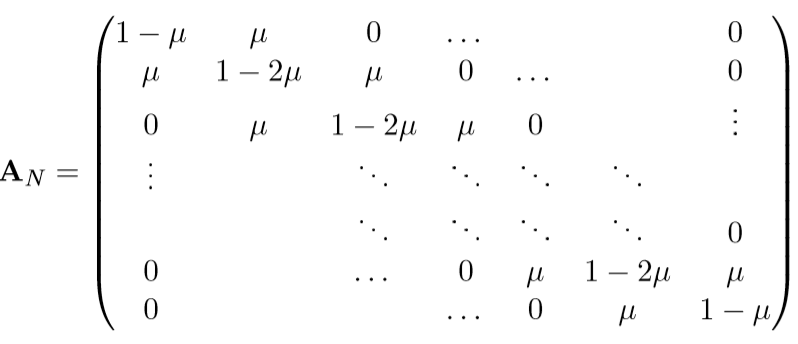 1 − μ μ 0 … 0
μ 1 − 2μ μ 0 … 0
0 μ 1 − 2μ μ 0 ⋮
A_N = ⋮ ⋱ ⋱ ⋱ ⋱
⋱ ⋱ ⋱ ⋱ 0
0 … 0 μ 1 − 2μ μ
0 … 0 μ 1 − μ